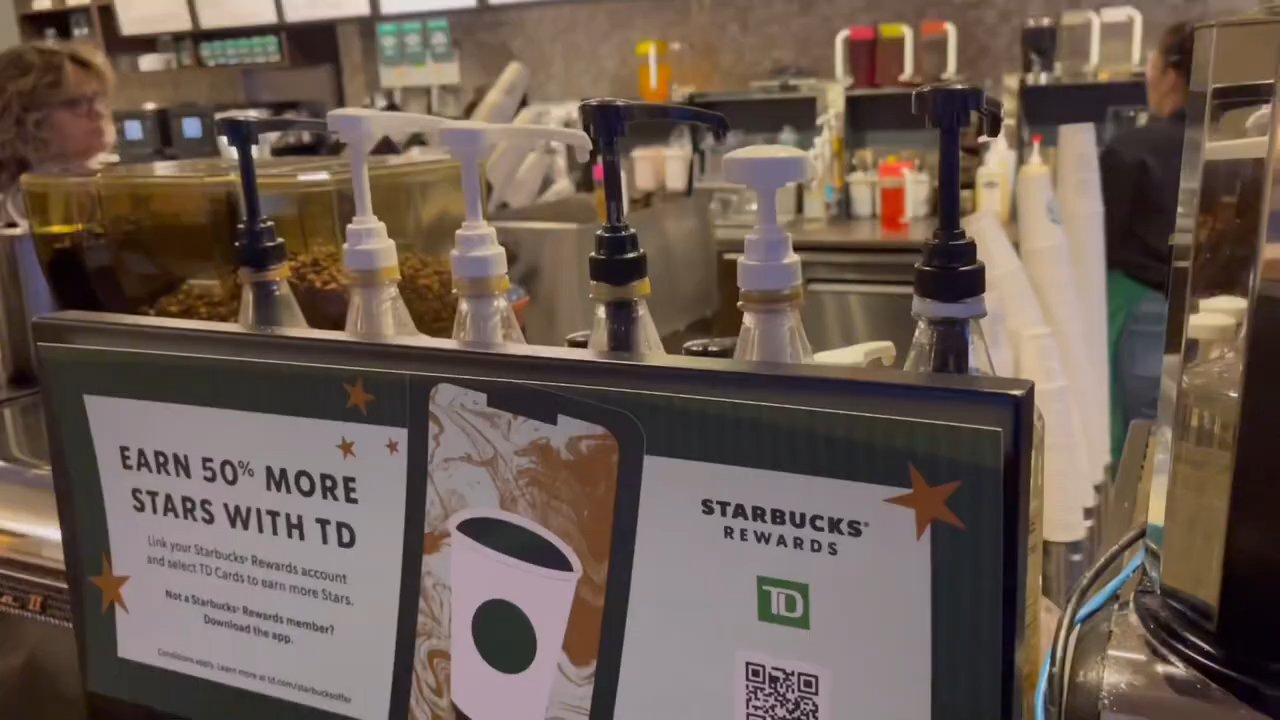 EARN 50% MORE
STARS WITH TD
Link your Starbucks® Rewards account
and select TD Cards to earn more Stars.
Not a Starbucks® Rewards member?
Download the app.
Conditions apply. Learn more at td.com/starbucksoffer
STARBUCKS®
REWARDS
TD